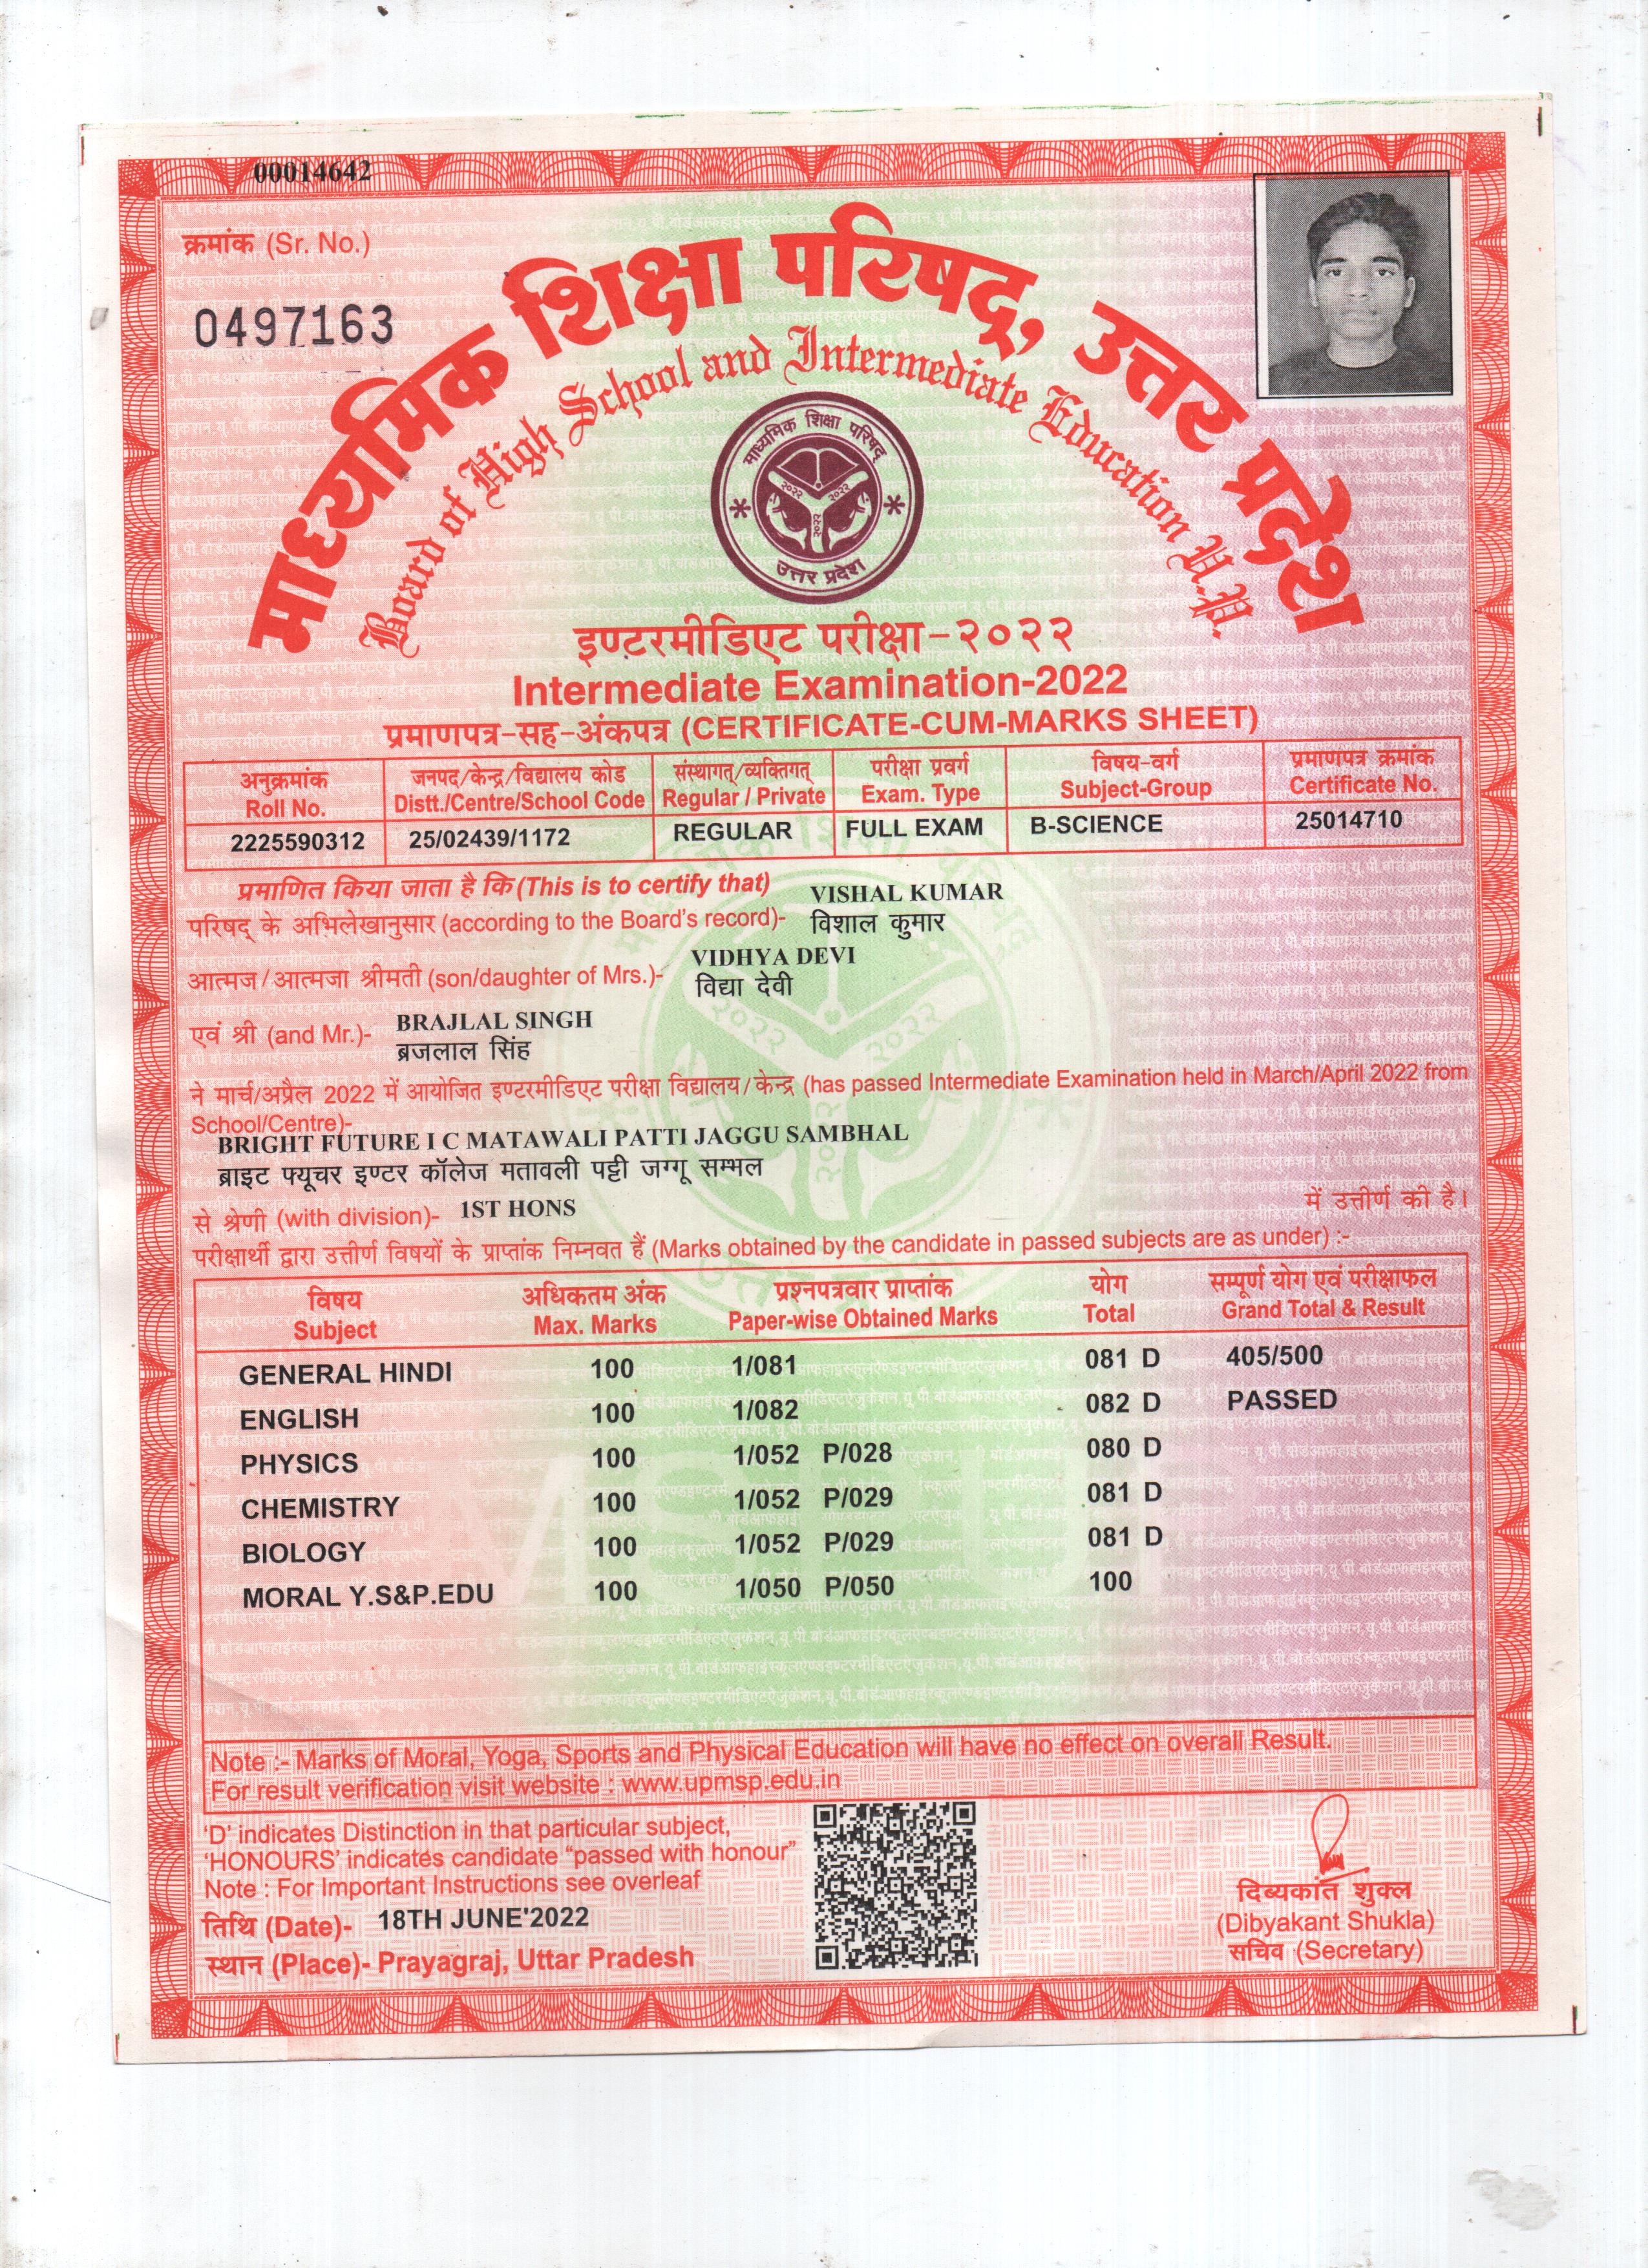 00014642
क्रमांक (Sr. No.)
0497163
माध्यमिक शिक्षा परिषद्, उत्तर प्रदेश
Board of High School and Intermediate Education U.P.
माध्यमिक शिक्षा परिषद्
२०२२ २०२२
२०२२
उत्तर प्रदेश
इण्टरमीडिएट परीक्षा-२०२२
Intermediate Examination-2022
प्रमाणपत्र-सह-अंकपत्र (CERTIFICATE-CUM-MARKS SHEET)
अनुक्रमांक जनपद/केन्द्र/विद्यालय कोड संस्थागत्/व्यक्तिगत् परीक्षा प्रवर्ग विषय-वर्ग प्रमाणपत्र क्रमांक
Roll No. Distt./Centre/School Code Regular / Private Exam. Type Subject-Group Certificate No.
2225590312 25/02439/1172 REGULAR FULL EXAM B-SCIENCE 25014710
प्रमाणित किया जाता है कि (This is to certify that) VISHAL KUMAR
परिषद् के अभिलेखानुसार (according to the Board's record)- विशाल कुमार
VIDHYA DEVI
आत्मज/आत्मजा श्रीमती (son/daughter of Mrs.)- विद्या देवी
BRAJLAL SINGH
एवं श्री (and Mr.)- ब्रजलाल सिंह
ने मार्च/अप्रैल 2022 में आयोजित इण्टरमीडिएट परीक्षा विद्यालय/केन्द्र (has passed Intermediate Examination held in March/April 2022 from
School/Centre)-
BRIGHT FUTURE I C MATAWALI PATTI JAGGU SAMBHAL
ब्राइट फ्यूचर इण्टर कॉलेज मतावली पट्टी जग्गू सम्भल
से श्रेणी (with division)- 1ST HONS में उत्तीर्ण की है।
परीक्षार्थी द्वारा उत्तीर्ण विषयों के प्राप्तांक निम्नवत हैं (Marks obtained by the candidate in passed subjects are as under) :-
विषय अधिकतम अंक प्रश्नपत्रवार प्राप्तांक योग सम्पूर्ण योग एवं परीक्षाफल
Subject Max. Marks Paper-wise Obtained Marks Total Grand Total & Result
GENERAL HINDI 100 1/081 081 D 405/500
ENGLISH 100 1/082 082 D PASSED
PHYSICS 100 1/052 P/028 080 D
CHEMISTRY 100 1/052 P/029 081 D
BIOLOGY 100 1/052 P/029 081 D
MORAL Y.S&P.EDU 100 1/050 P/050 100
Note :- Marks of Moral, Yoga, Sports and Physical Education will have no effect on overall Result.
For result verification visit website : www.upmsp.edu.in
'D' indicates Distinction in that particular subject,
'HONOURS' indicates candidate "passed with honour"
Note : For Important Instructions see overleaf
तिथि (Date)- 18TH JUNE'2022
स्थान (Place)- Prayagraj, Uttar Pradesh
दिब्यकांत शुक्ल
(Dibyakant Shukla)
सचिव (Secretary)